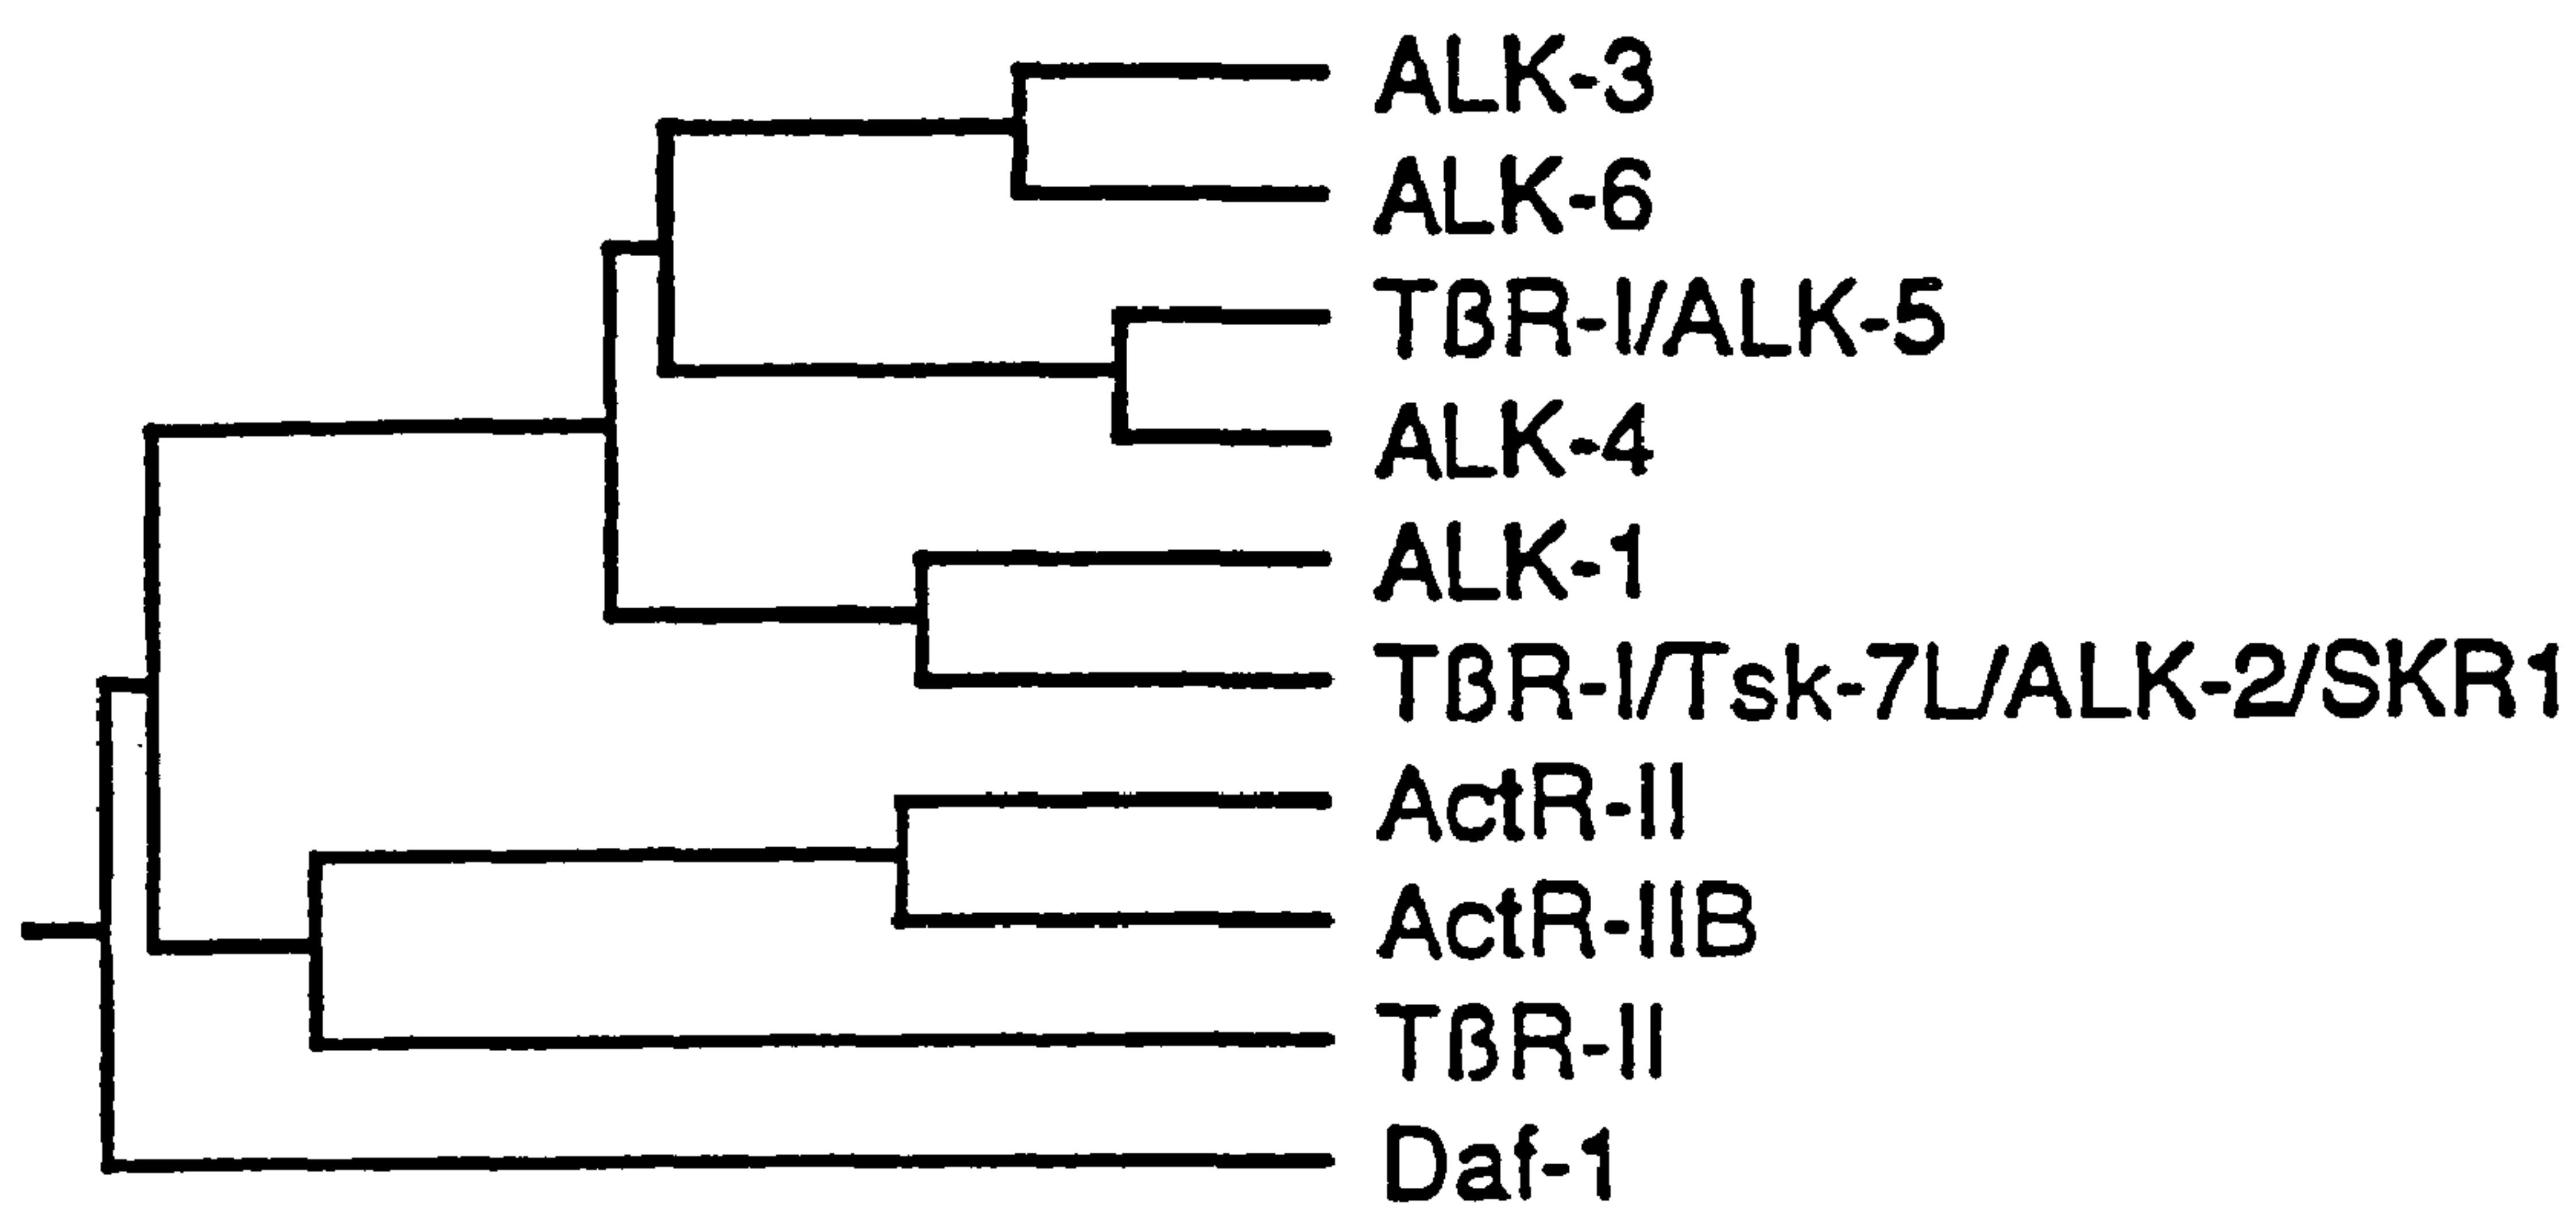 ALK-3
ALK-6
TβR-I/ALK-5
ALK-4
ALK-1
TβR-I/Tsk-7L/ALK-2/SKR1
ActR-II
ActR-IIB
TβR-II
Daf-1